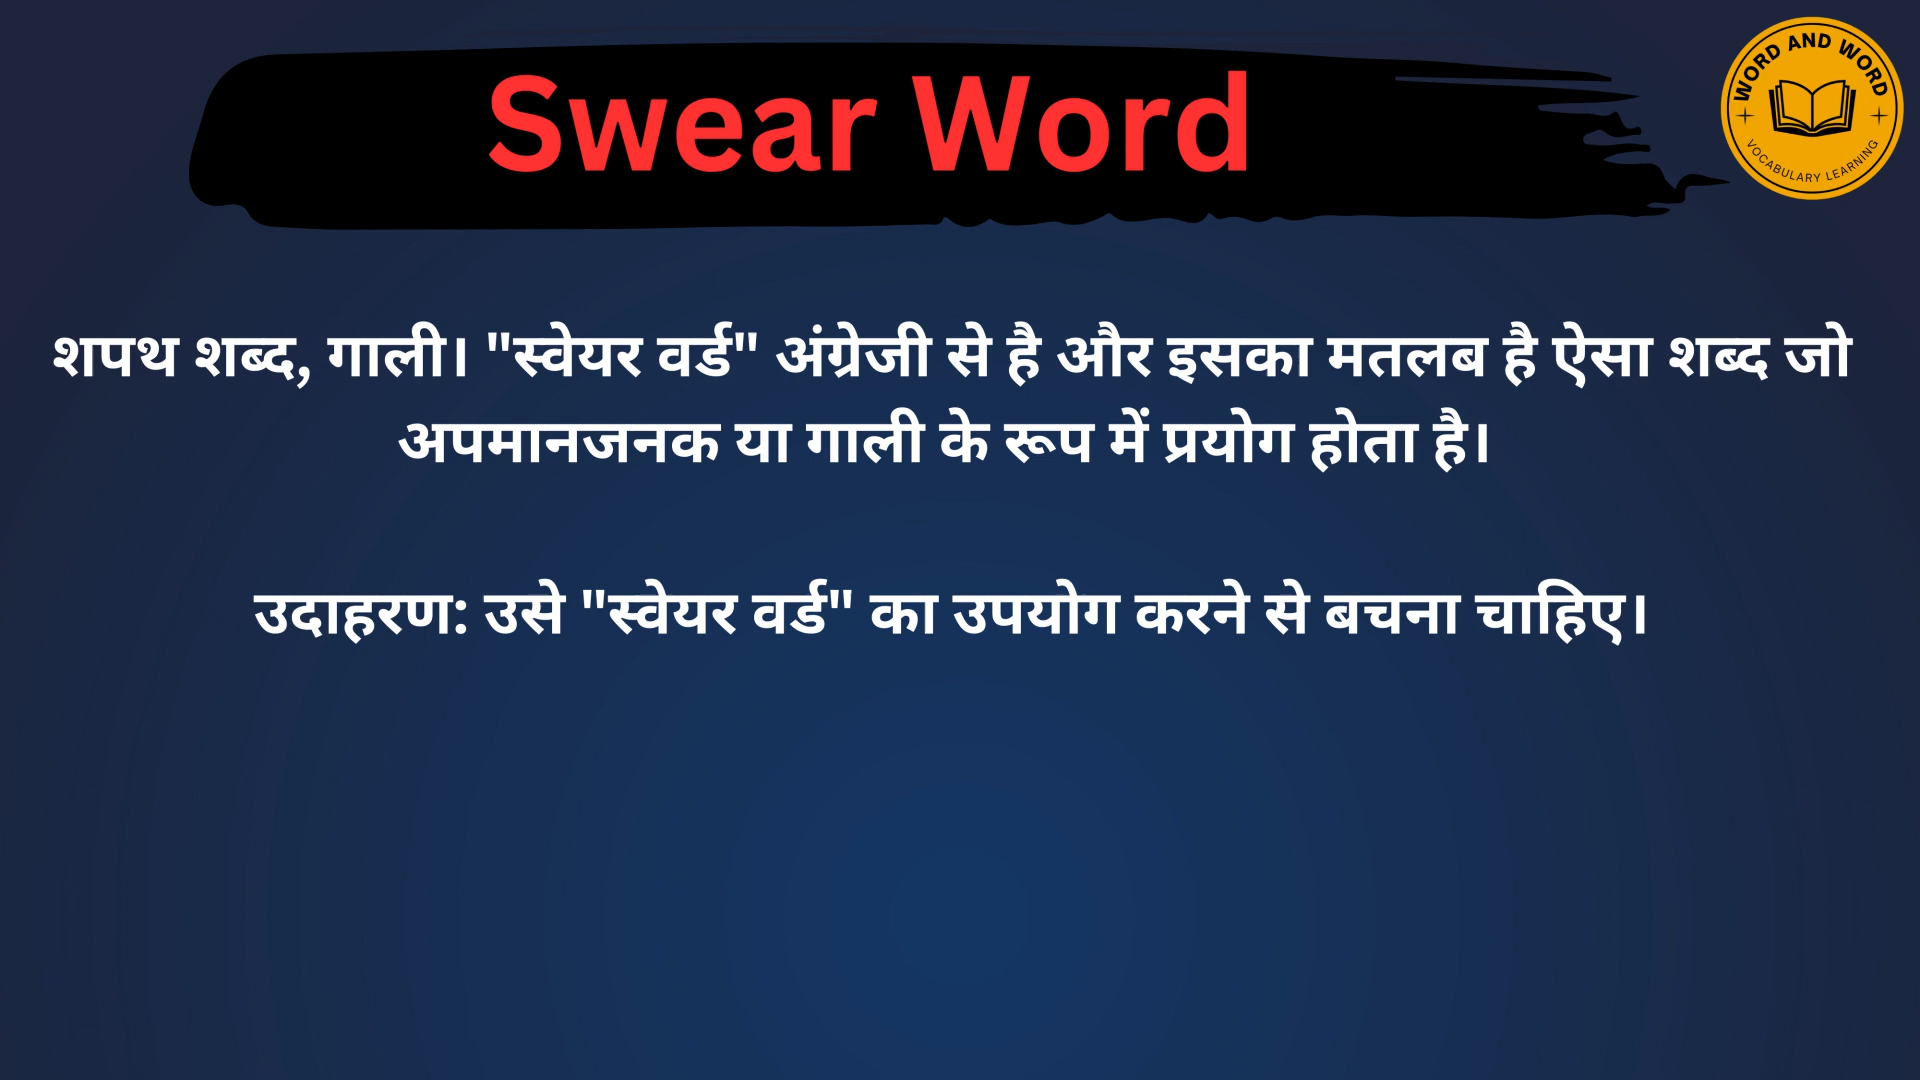 Swear Word
WORD AND WORD
VOCABULARY LEARNING
शपथ शब्द, गाली। "स्वेयर वर्ड" अंग्रेजी से है और इसका मतलब है ऐसा शब्द जो
अपमानजनक या गाली के रूप में प्रयोग होता है।
उदाहरण: उसे "स्वेयर वर्ड" का उपयोग करने से बचना चाहिए।